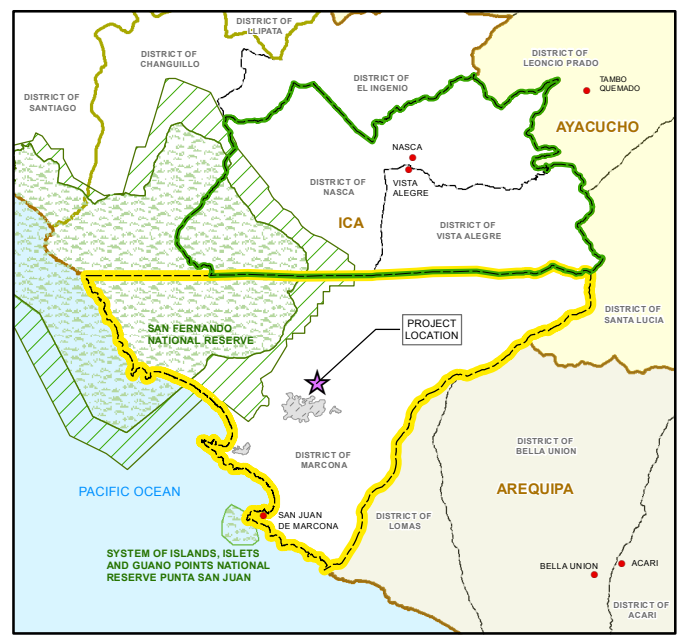 DISTRICT OF
LLIPATA
DISTRICT OF
CHANGUILLO
DISTRICT OF
LEONCIO PRADO
DISTRICT OF
EL INGENIO
TAMBO
QUEMADO
DISTRICT OF
SANTIAGO
AYACUCHO
NASCA
DISTRICT OF
NASCA
VISTA
ALEGRE
ICA
DISTRICT OF
VISTA ALEGRE
DISTRICT OF
SANTA LUCIA
SAN FERNANDO
NATIONAL RESERVE
PROJECT
LOCATION
DISTRICT OF
MARCONA
DISTRICT OF
BELLA UNION
PACIFIC OCEAN
AREQUIPA
SAN JUAN
DE MARCONA
DISTRICT OF
LOMAS
SYSTEM OF ISLANDS, ISLETS
AND GUANO POINTS NATIONAL
RESERVE PUNTA SAN JUAN
BELLA UNION
ACARI
DISTRICT OF
ACARI